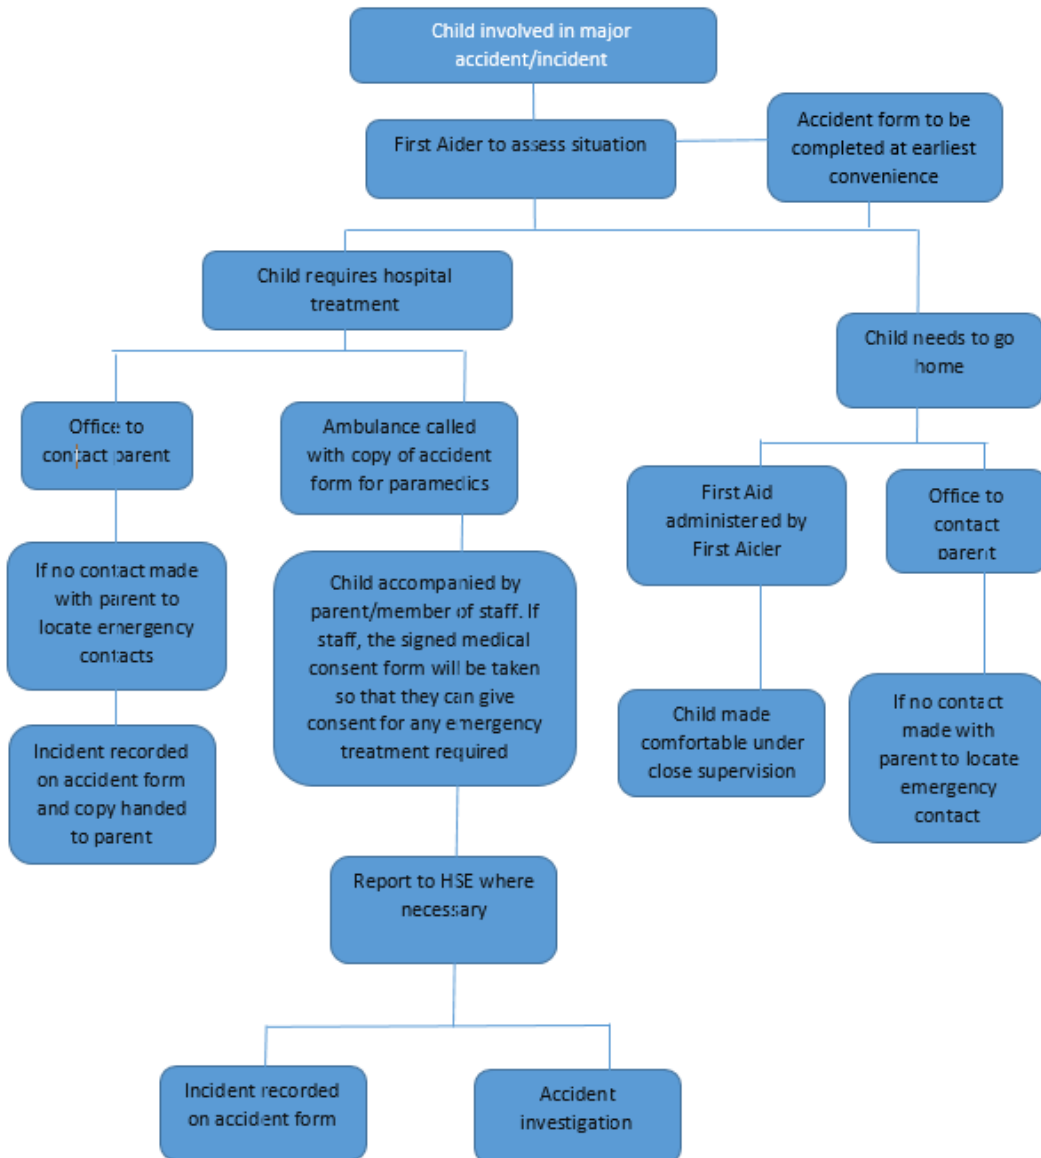 Child involved in major
accident/incident
First Aider to assess situation
Accident form to be
completed at earliest
convenience
Child requires hospital
treatment
Child needs to go
home
Office to
contact parent
Ambulance called
with copy of accident
form for paramedics
First Aid
administered by
First Aider
Office to
contact
parent
If no contact made
with parent to
locate emergency
contacts
Child accompanied by
parent/member of staff. If
staff, the signed medical
consent form will be taken
so that they can give
consent for any emergency
treatment required
Child made
comfortable under
close supervision
If no contact
made with
parent to locate
emergency
contact
Incident recorded
on accident form
and copy handed
to parent
Report to HSE where
necessary
Incident recorded
on accident form
Accident
investigation